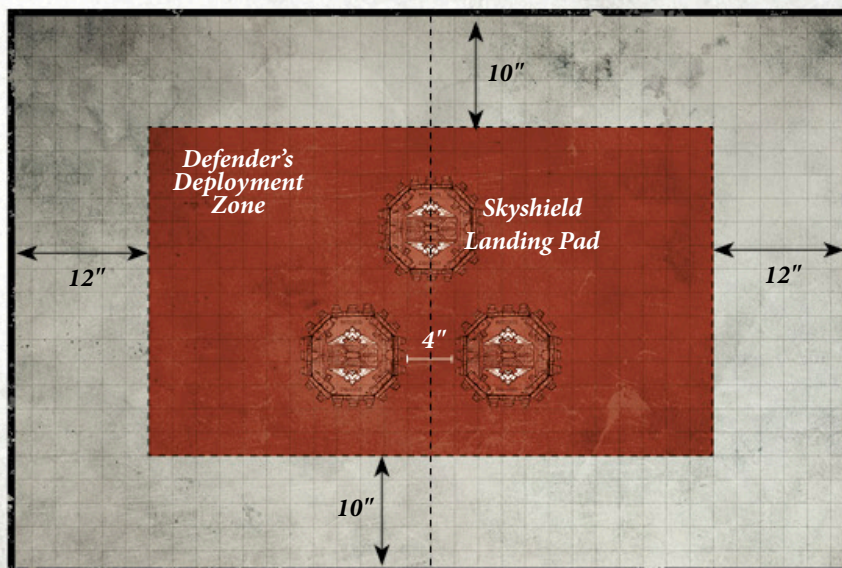 10"
Defender's
Deployment
Zone
Skyshield
Landing Pad
12"
12"
4"
10"